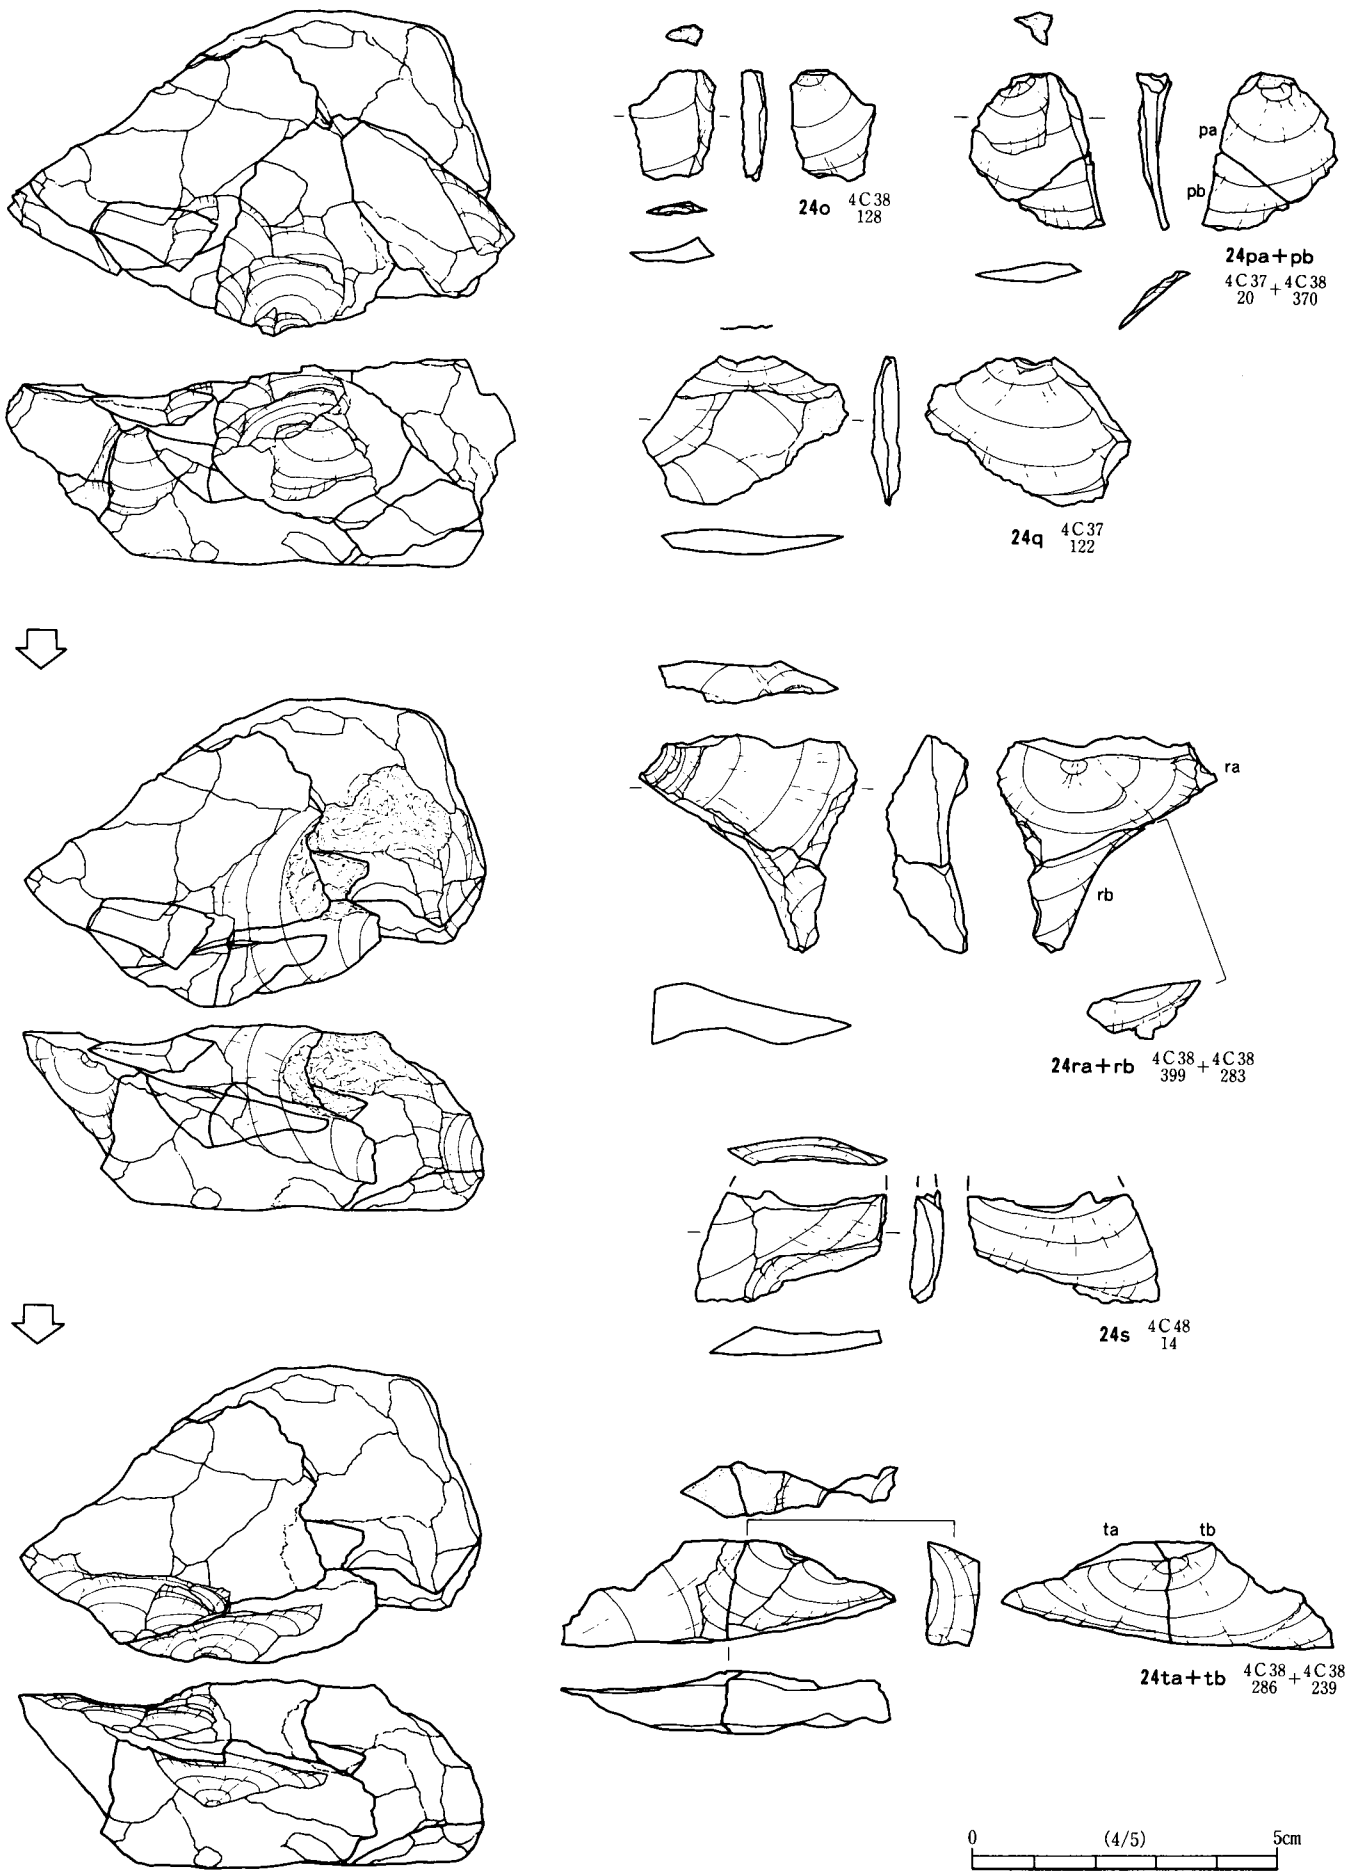 24o 4C38
128
pa
pb
24pa+pb
4C37 + 4C38
20 370
24q 4C37
122
ra
rb
24ra+rb 4C38 + 4C38
399 283
24s 4C48
14
ta tb
24ta+tb 4C38 + 4C38
286 239
0 (4/5) 5cm